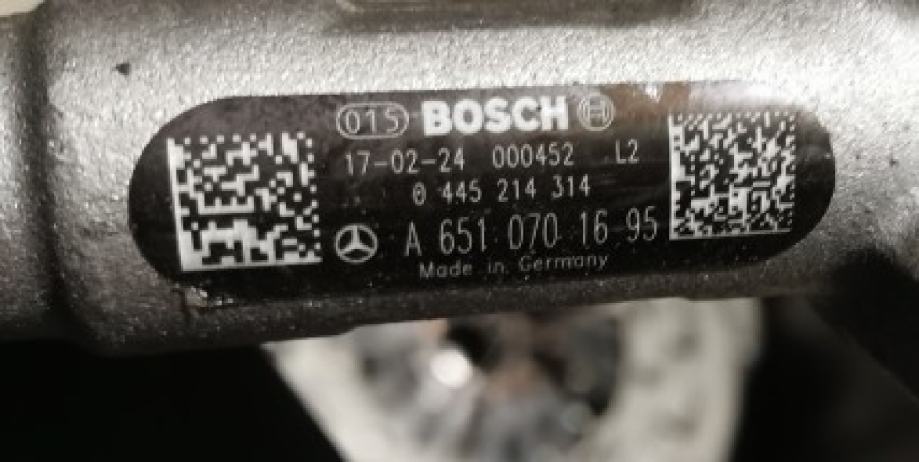 015 BOSCH
17-02-24 000452 L2
0 445 214 314
A 651 070 16 95
Made in Germany